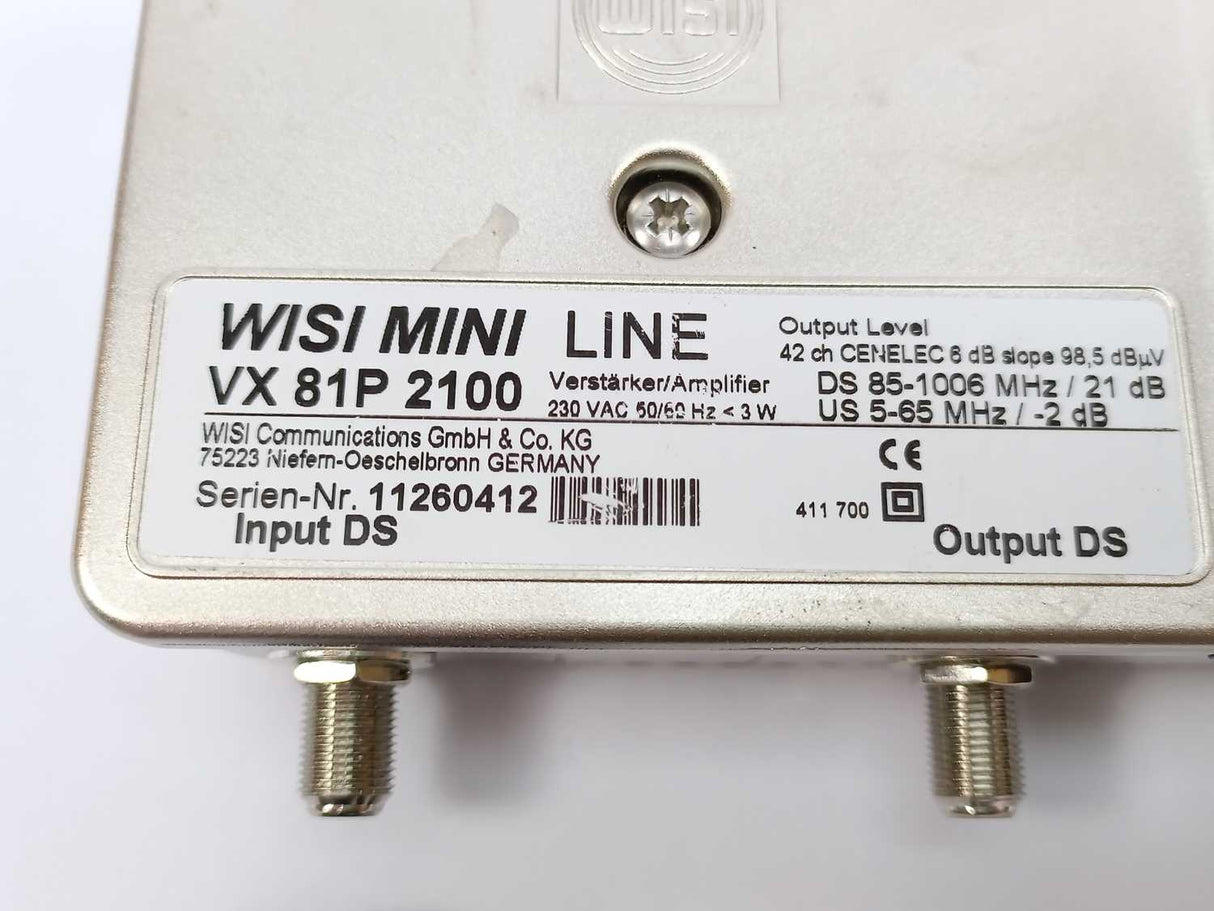 WISI
WISI MINI LINE
VX 81P 2100
Verstärker/Amplifier
230 VAC 50/60 Hz < 3 W
Output Level
42 ch CENELEC 6 dB slope 98,5 dBµV
DS 85-1006 MHz / 21 dB
US 5-65 MHz / -2 dB
WISI Communications GmbH & Co. KG
75223 Niefern-Oeschelbronn GERMANY
CE
Serien-Nr. 11260412
411 700
Input DS
Output DS